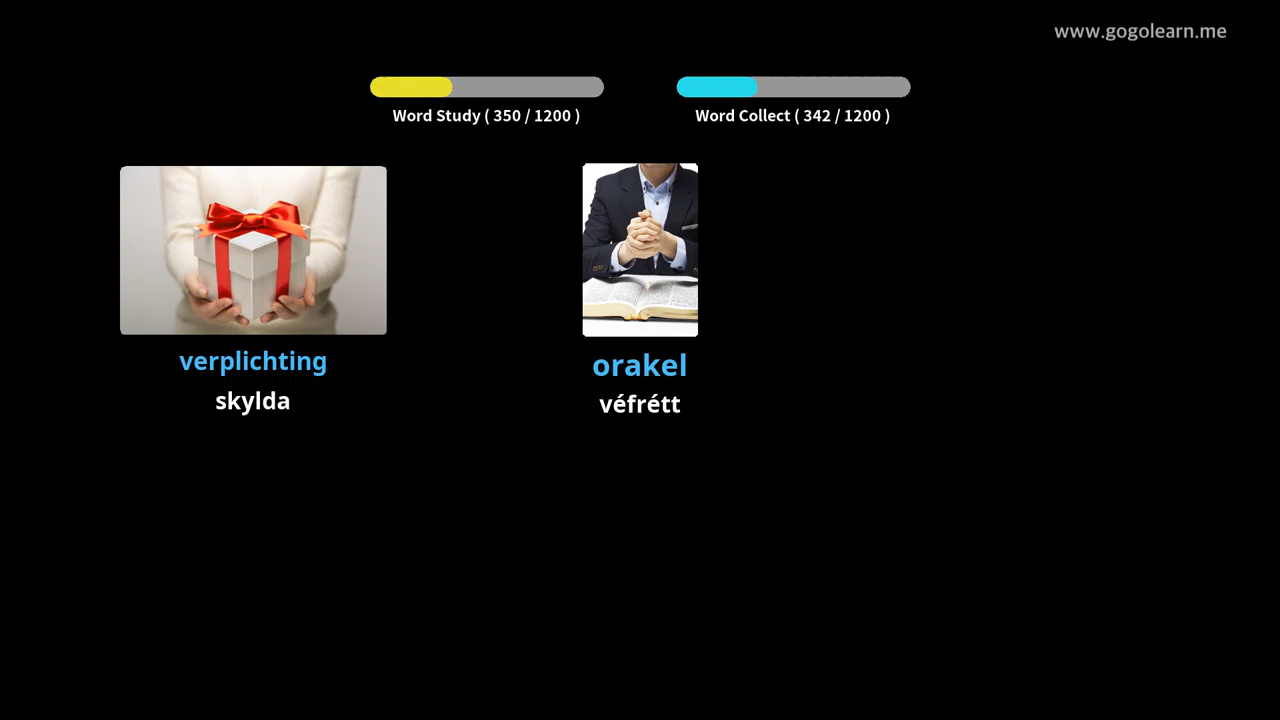 www.gogolearn.me
Word Study ( 350 / 1200 )
Word Collect ( 342 / 1200 )
verplichting
skylda
orakel
véfrétt